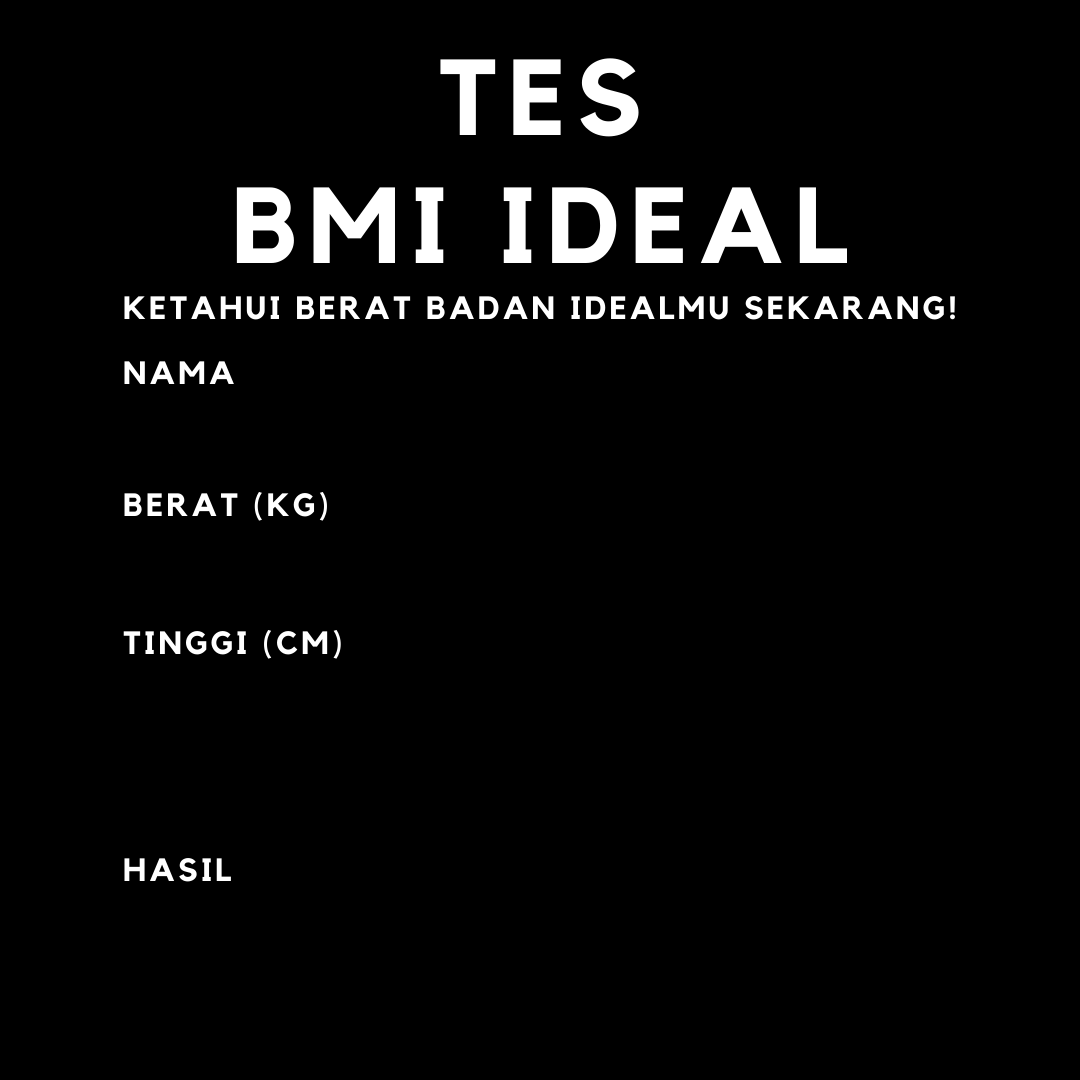 TES
BMI IDEAL
KETAHUI BERAT BADAN IDEALMU SEKARANG!
NAMA
BERAT (KG)
TINGGI (CM)
HASIL